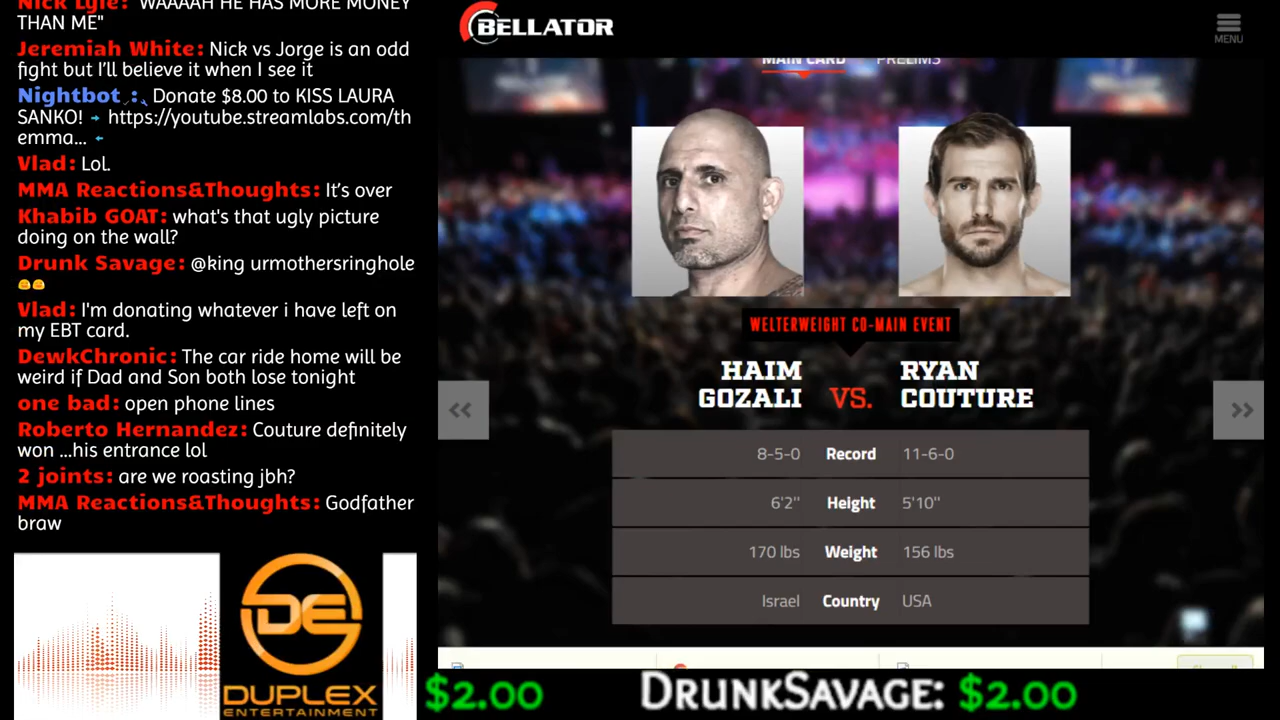 Nick Lyle: "WAAAAH HE HAS MORE MONEY
THAN ME"
Jeremiah White: Nick vs Jorge is an odd
fight but I'll believe it when I see it
Nightbot: Donate $8.00 to KISS LAURA
SANKO! → https://youtube.streamlabs.com/th
emma... ←
Vlad: Lol.
MMA Reactions&Thoughts: It's over
Khabib GOAT: what's that ugly picture
doing on the wall?
Drunk Savage: @king urmothersringhole
Vlad: I'm donating whatever i have left on
my EBT card.
DewkChronic: The car ride home will be
weird if Dad and Son both lose tonight
one bad: open phone lines
Roberto Hernandez: Couture definitely
won ...his entrance lol
2 joints: are we roasting jbh?
MMA Reactions&Thoughts: Godfather
braw
DE
DUPLEX
ENTERTAINMENT
BELLATOR
MENU
MAIN CARD PRELIMS
WELTERWEIGHT CO-MAIN EVENT
HAIM
GOZALI
VS.
RYAN
COUTURE
8-5-0 Record 11-6-0
6'2" Height 5'10"
170 lbs Weight 156 lbs
Israel Country USA
$2.00 DRUNKSAVAGE: $2.00